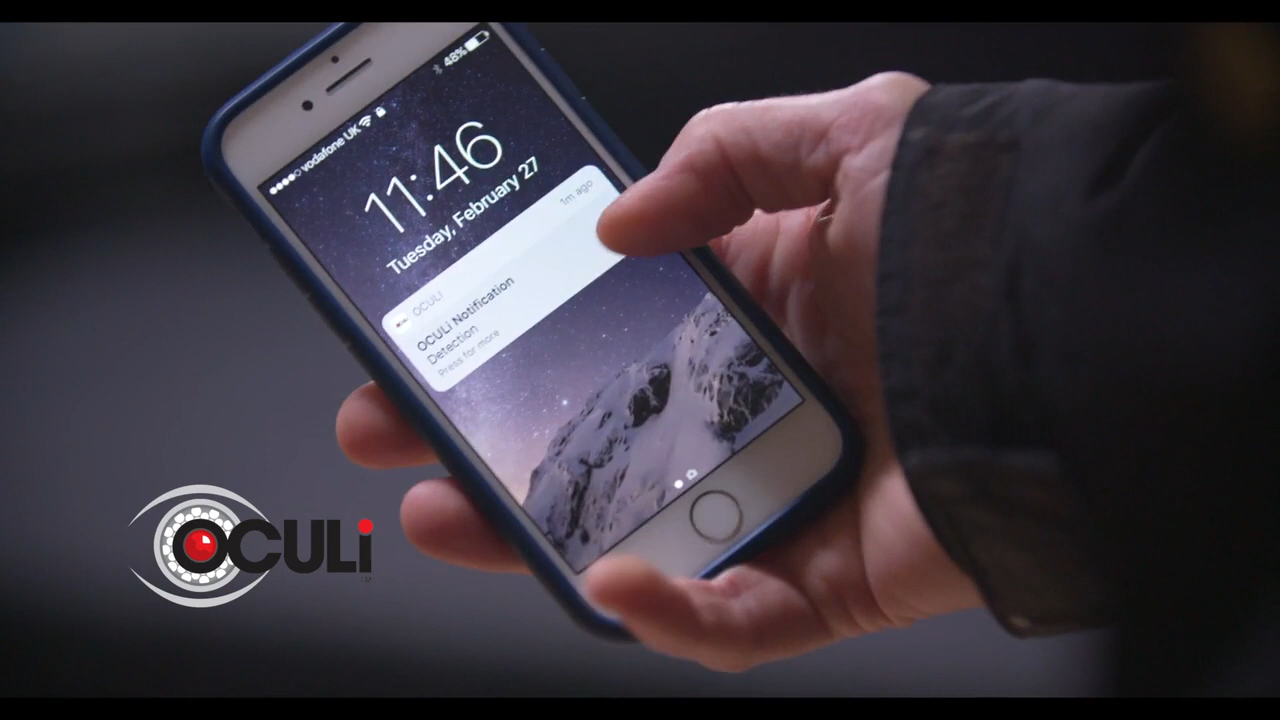 vodafone UK
48%
11:46
Tuesday, February 27
OCULI
1m ago
OCULi Notification
Detection
Press for more
OCULi